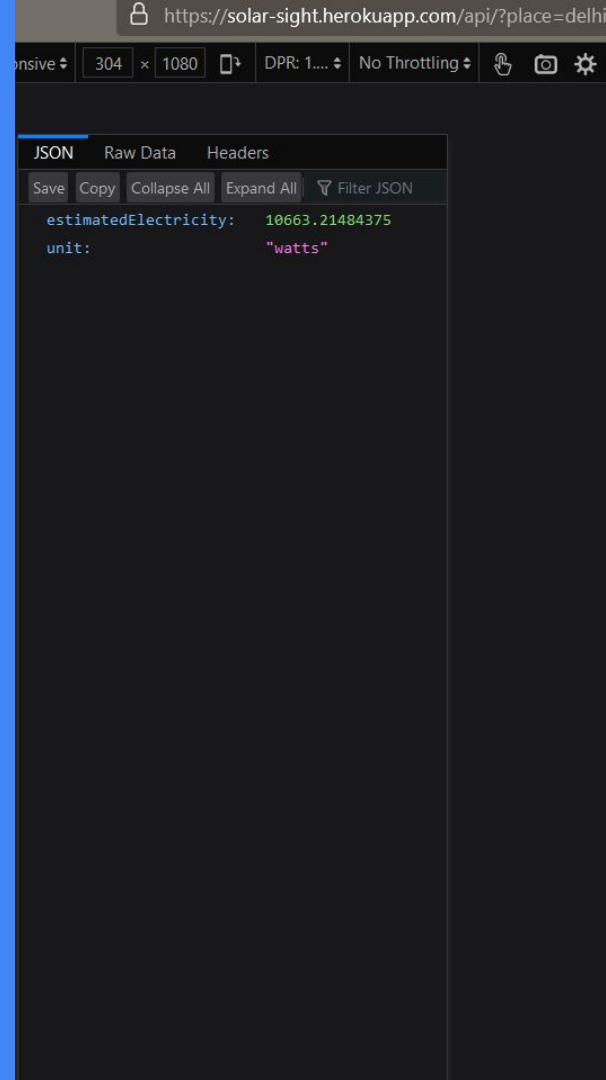 https://solar-sight.herokuapp.com/api/?place=delhi
onsive 304 × 1080 DPR: 1.... No Throttling
JSON Raw Data Headers
Save Copy Collapse All Expand All Filter JSON
estimatedElectricity: 10663.21484375
unit: "watts"